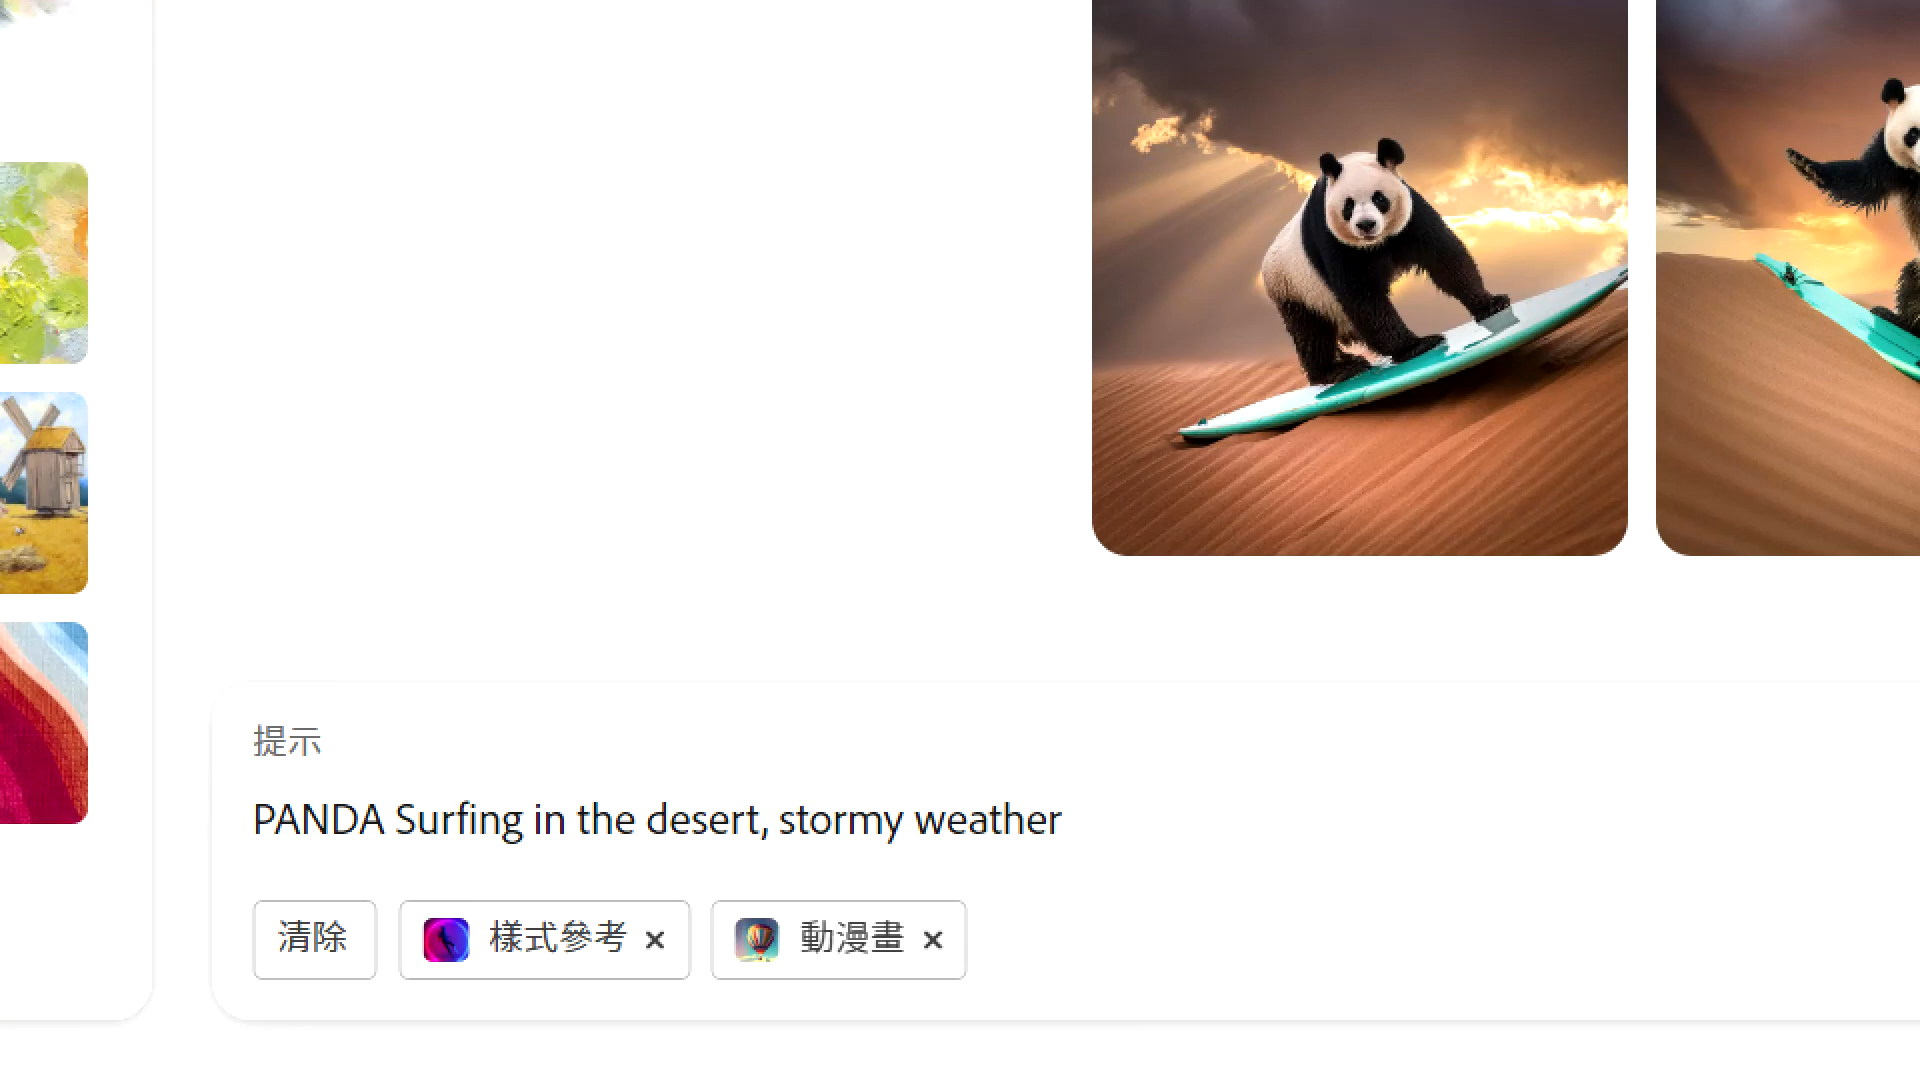 提示
PANDA Surfing in the desert, stormy weather
清除 樣式參考 × 動漫畫 ×